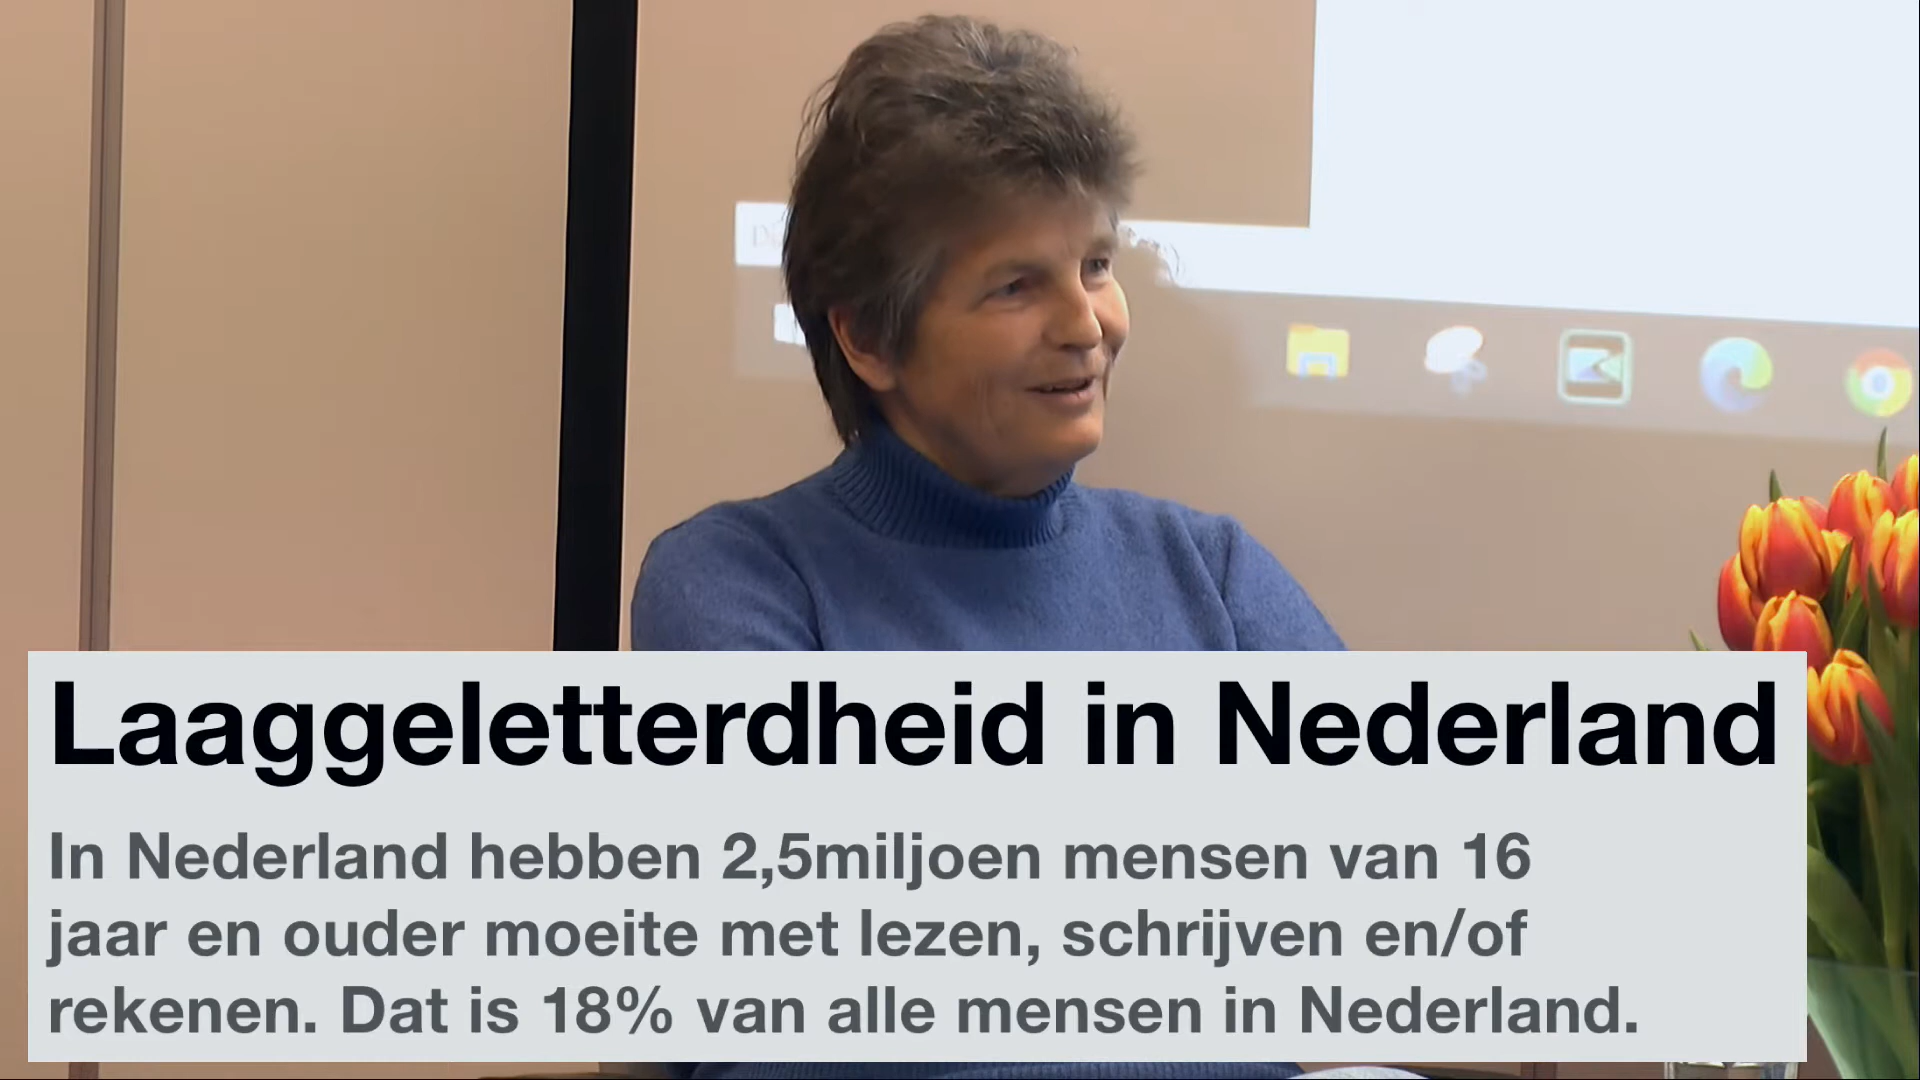 Laaggeletterdheid in Nederland
In Nederland hebben 2,5miljoen mensen van 16
jaar en ouder moeite met lezen, schrijven en/of
rekenen. Dat is 18% van alle mensen in Nederland.